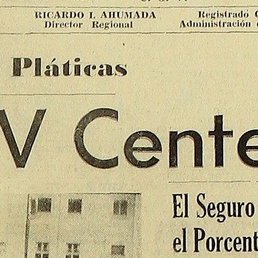 RICARDO L AHUMADA
Director Regional
Registrado
Administración
Pláticas
V Cente
El Seguro
el Porcent